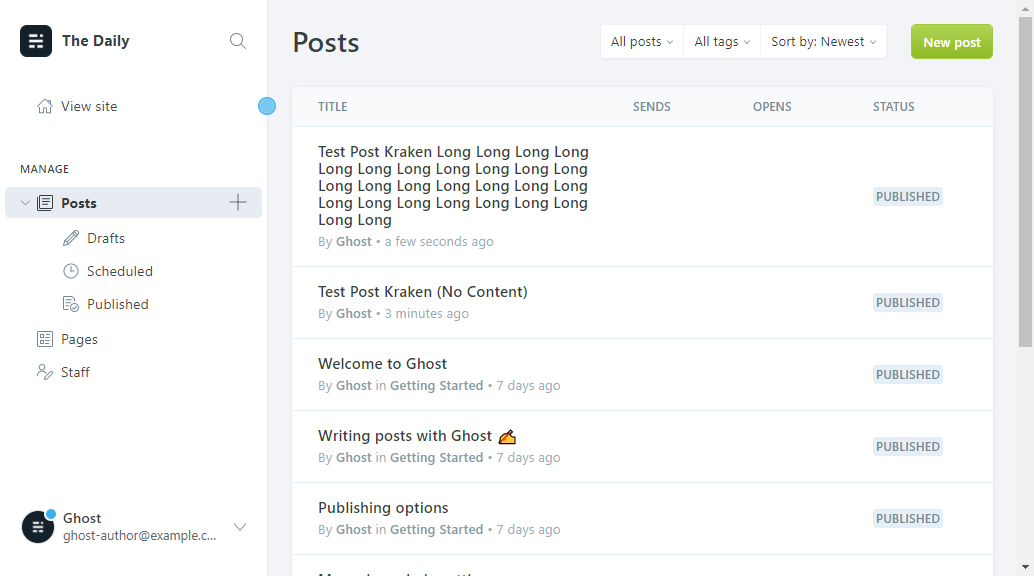 The Daily
View site
MANAGE
Posts
Drafts
Scheduled
Published
Pages
Staff
Ghost
ghost-author@example.c...
Posts
All posts
All tags
Sort by: Newest
New post
TITLE SENDS OPENS STATUS
Test Post Kraken Long Long Long Long
Long Long Long Long Long Long Long
Long Long Long Long Long Long Long
Long Long Long Long Long Long Long
Long Long
By Ghost • a few seconds ago
PUBLISHED
Test Post Kraken (No Content)
By Ghost • 3 minutes ago
PUBLISHED
Welcome to Ghost
By Ghost in Getting Started • 7 days ago
PUBLISHED
Writing posts with Ghost ✍️
By Ghost in Getting Started • 7 days ago
PUBLISHED
Publishing options
By Ghost in Getting Started • 7 days ago
PUBLISHED